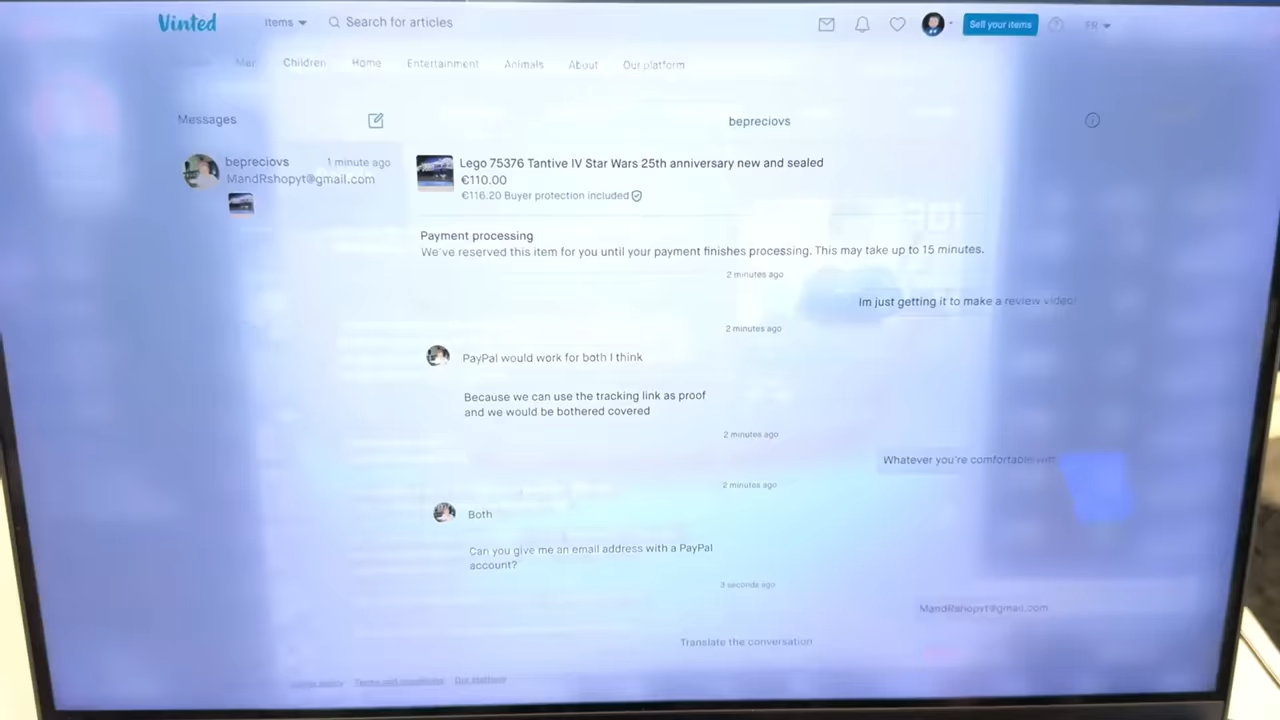 Vinted
Items
Search for articles
Sell your items
FR
Children
Home
Entertainment
Animals
About
Our platform
Messages
bepreciovs
bepreciovs
1 minute ago
MandRshopyt@gmail.com
Lego 75376 Tantive IV Star Wars 25th anniversary new and sealed
€110.00
€116.20 Buyer protection included
Payment processing
We've reserved this item for you until your payment finishes processing. This may take up to 15 minutes.
2 minutes ago
Im just getting it to make a review video!
2 minutes ago
PayPal would work for both I think
Because we can use the tracking link as proof
and we would be bothered covered
2 minutes ago
Whatever you're comfortable with
2 minutes ago
Both
Can you give me an email address with a PayPal
account?
3 seconds ago
MandRshopyt@gmail.com
Translate the conversation
Terms and conditions
Our platform